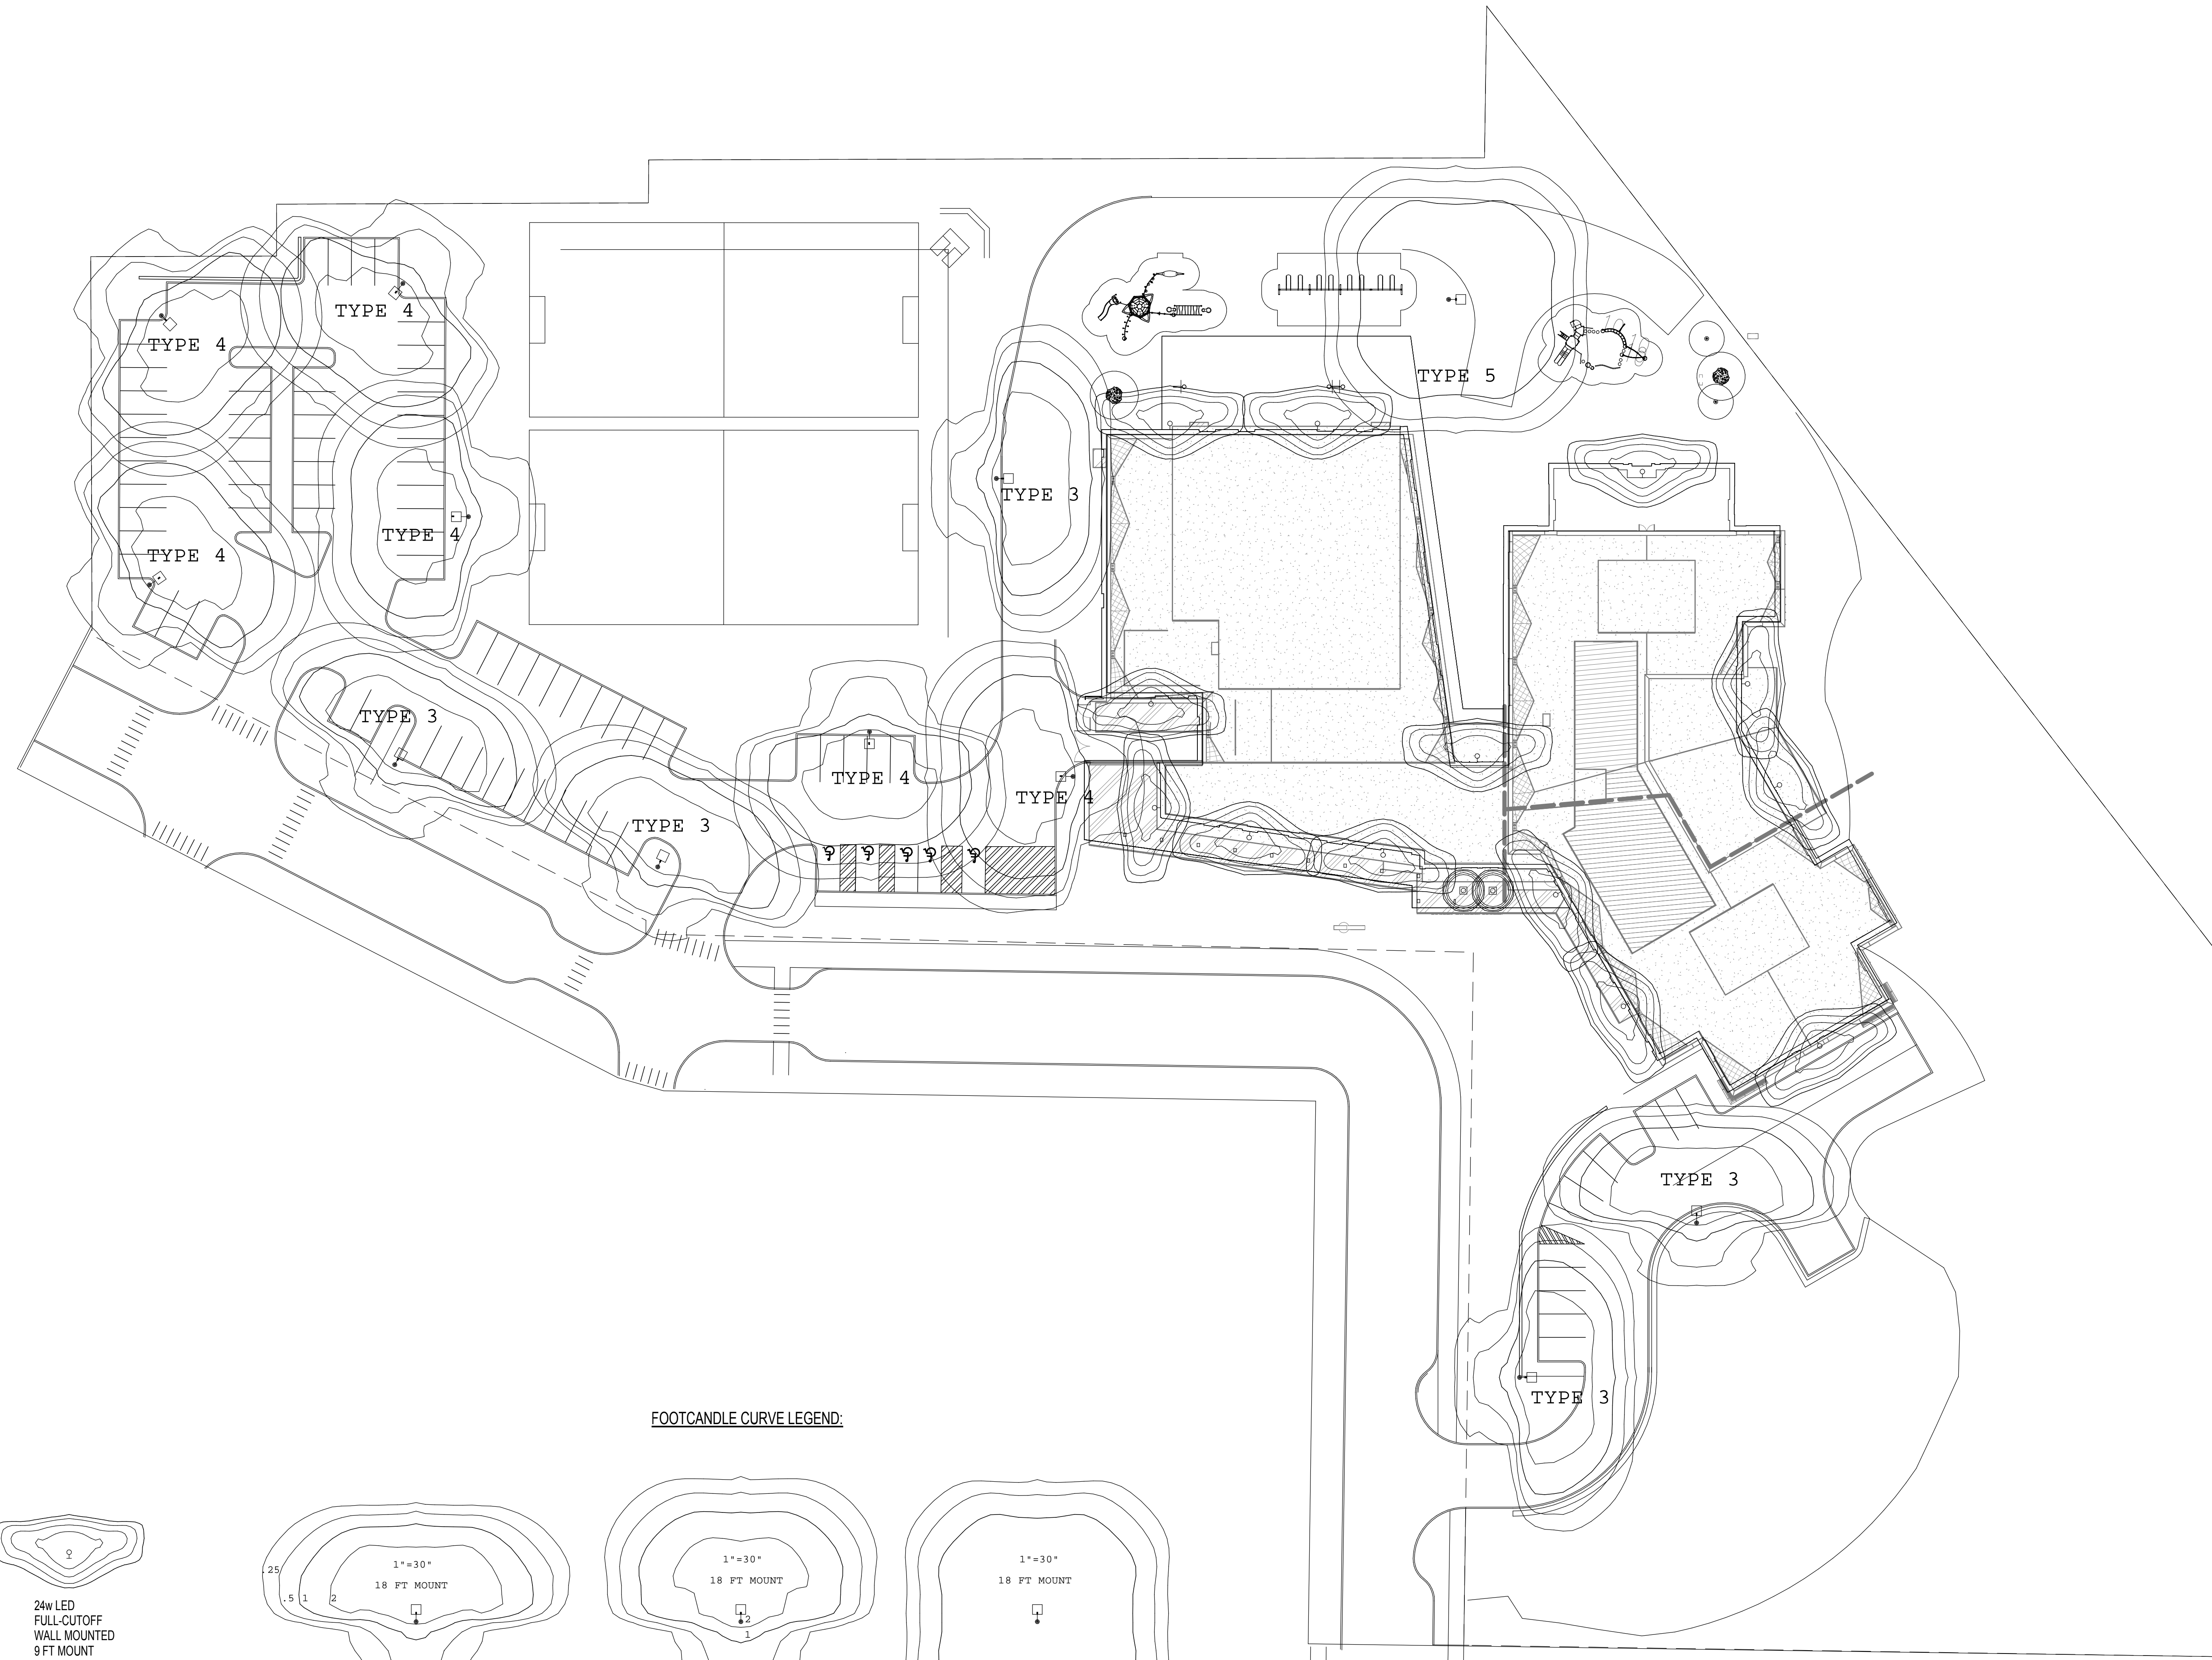 TYPE 4
TYPE 4
TYPE 5
TYPE 3
TYPE 4
TYPE 4
TYPE 3
TYPE 4
TYPE 4
TYPE 3
TYPE 3
TYPE 3
FOOTCANDLE CURVE LEGEND:
1"=30"
18 FT MOUNT
.25
.5 1 2
1"=30"
18 FT MOUNT
2
1
1"=30"
18 FT MOUNT
24w LED
FULL-CUTOFF
WALL MOUNTED
9 FT MOUNT